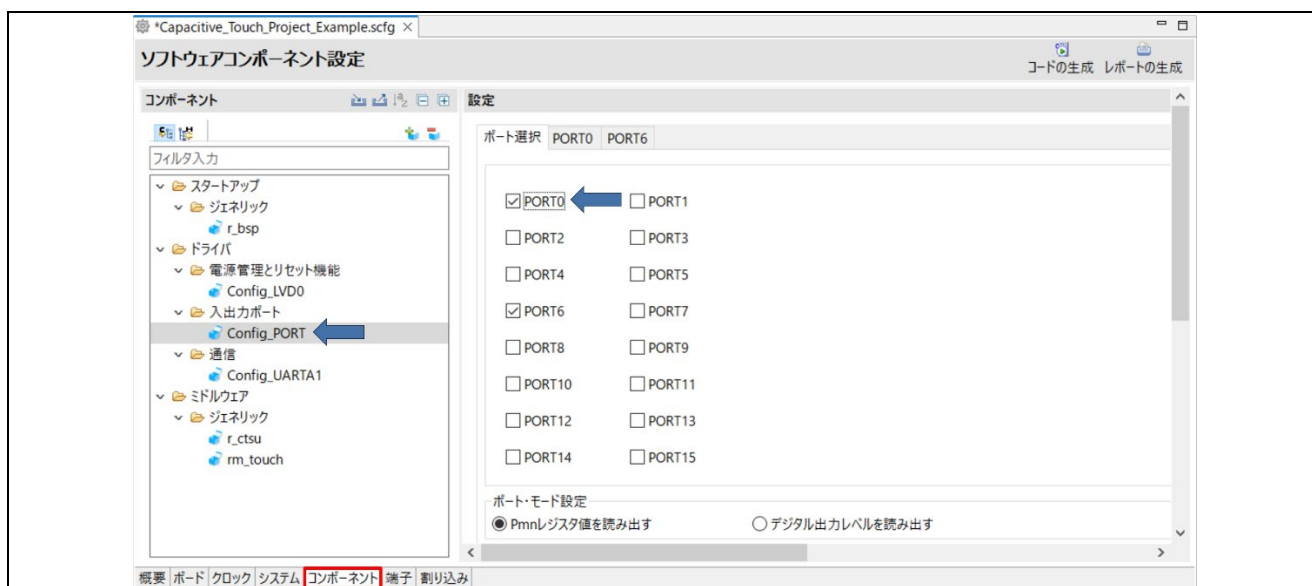 *Capacitive_Touch_Project_Example.scfg
ソフトウェアコンポーネント設定
コードの生成 レポートの生成
コンポーネント
フィルタ入力
スタートアップ
ジェネリック
r_bsp
ドライバ
電源管理とリセット機能
Config_LVD0
入出力ポート
Config_PORT
通信
Config_UARTA1
ミドルウェア
ジェネリック
r_ctsu
rm_touch
設定
ポート選択 PORT0 PORT6
PORT0 PORT1
PORT2 PORT3
PORT4 PORT5
PORT6 PORT7
PORT8 PORT9
PORT10 PORT11
PORT12 PORT13
PORT14 PORT15
ポート・モード設定
Pmnレジスタ値を読み出す デジタル出力レベルを読み出す
概要 ボード クロック システム コンポーネント 端子 割り込み